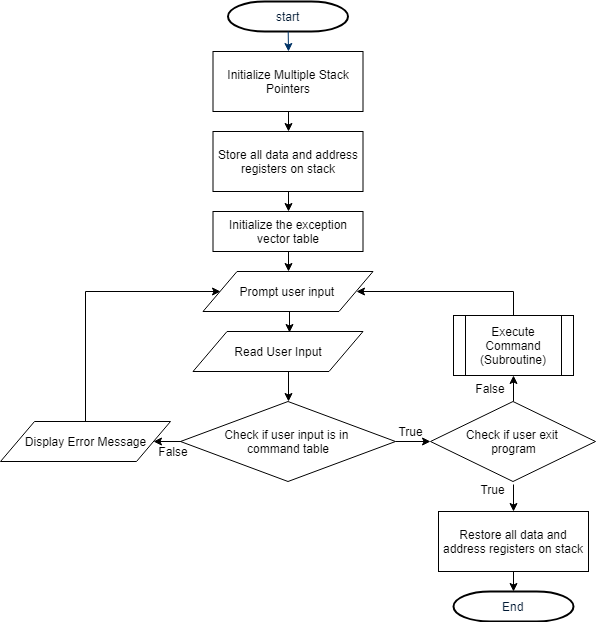 start
Initialize Multiple Stack
Pointers
Store all data and address
registers on stack
Initialize the exception
vector table
Prompt user input
Read User Input
Execute
Command
(Subroutine)
False
Check if user input is in
command table
True
Check if user exit
program
Display Error Message
False
True
Restore all data and
address registers on stack
End